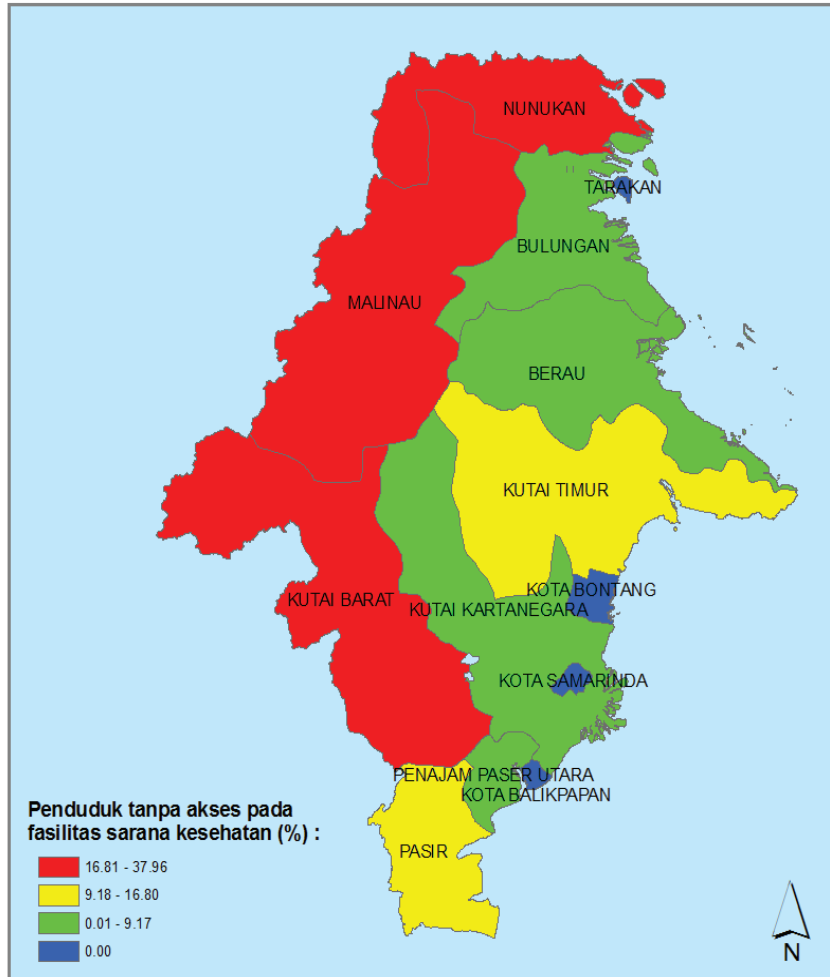 NUNUKAN
TARAKAN
BULUNGAN
MALINAU
BERAU
KUTAI TIMUR
KOTA BONTANG
KUTAI BARAT
KUTAI KARTANEGARA
KOTA SAMARINDA
PENAJAM PASER UTARA
KOTA BALIKPAPAN
PASIR
Penduduk tanpa akses pada
fasilitas sarana kesehatan (%) :
16.81 - 37.96
9.18 - 16.80
0.01 - 9.17
0.00
N